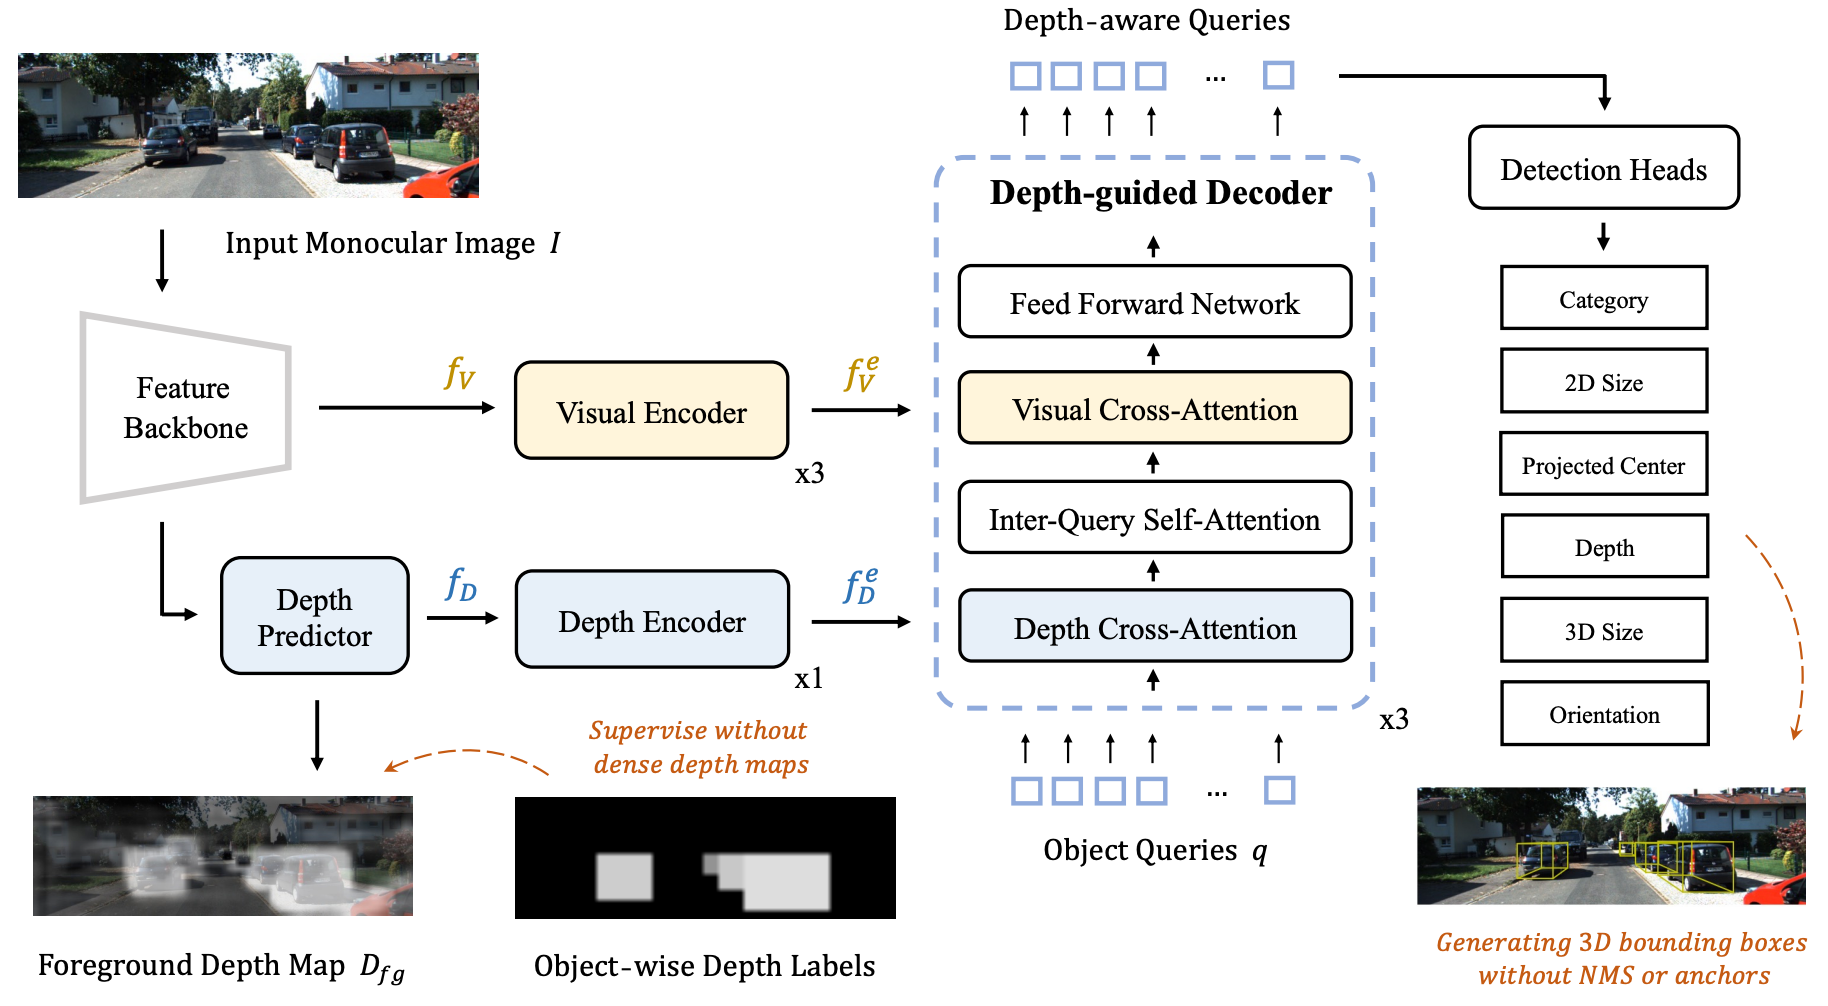 Depth-aware Queries
...
Input Monocular Image I
Feature
Backbone
f_V
Visual Encoder
x3
f_V^e
Depth
Predictor
f_D
Depth Encoder
x1
f_D^e
Depth-guided Decoder
Feed Forward Network
Visual Cross-Attention
Inter-Query Self-Attention
Depth Cross-Attention
x3
...
Object Queries q
Detection Heads
Category
2D Size
Projected Center
Depth
3D Size
Orientation
Supervise without
dense depth maps
Foreground Depth Map D_fg
Object-wise Depth Labels
Generating 3D bounding boxes
without NMS or anchors